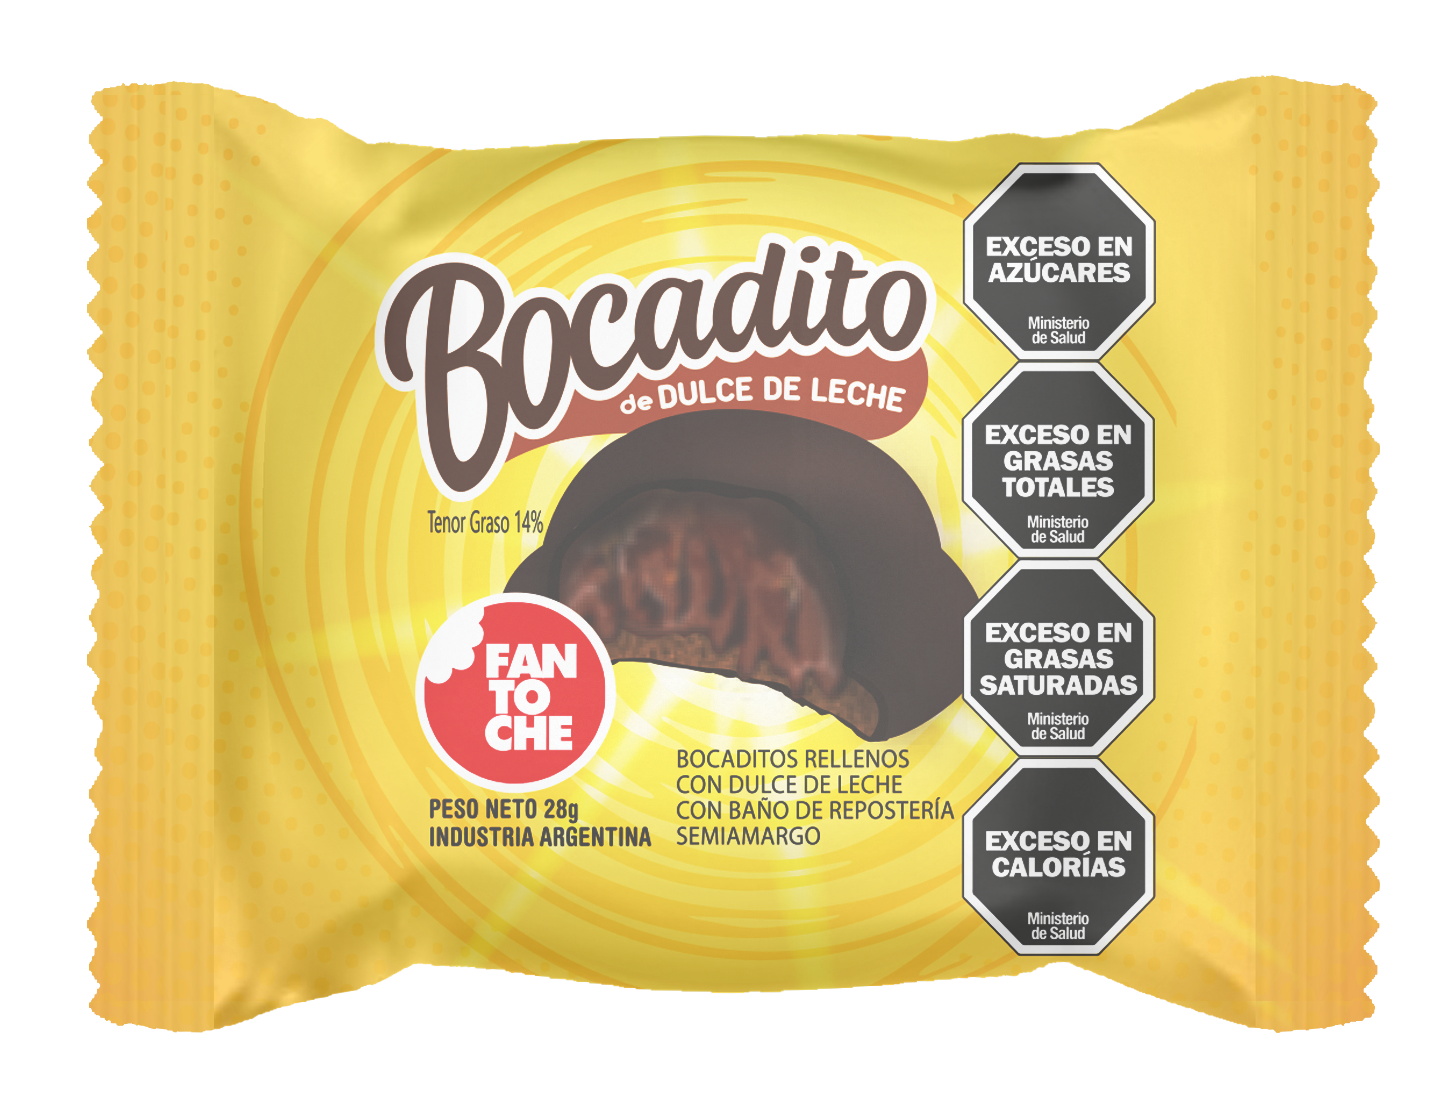 Bocadito
de DULCE DE LECHE
Tenor Graso 14%
FAN
TO
CHE
PESO NETO 28g
INDUSTRIA ARGENTINA
BOCADITOS RELLENOS
CON DULCE DE LECHE
CON BAÑO DE REPOSTERÍA
SEMIAMARGO
EXCESO EN
AZÚCARES
Ministerio
de Salud
EXCESO EN
GRASAS
TOTALES
Ministerio
de Salud
EXCESO EN
GRASAS
SATURADAS
Ministerio
de Salud
EXCESO EN
CALORÍAS
Ministerio
de Salud